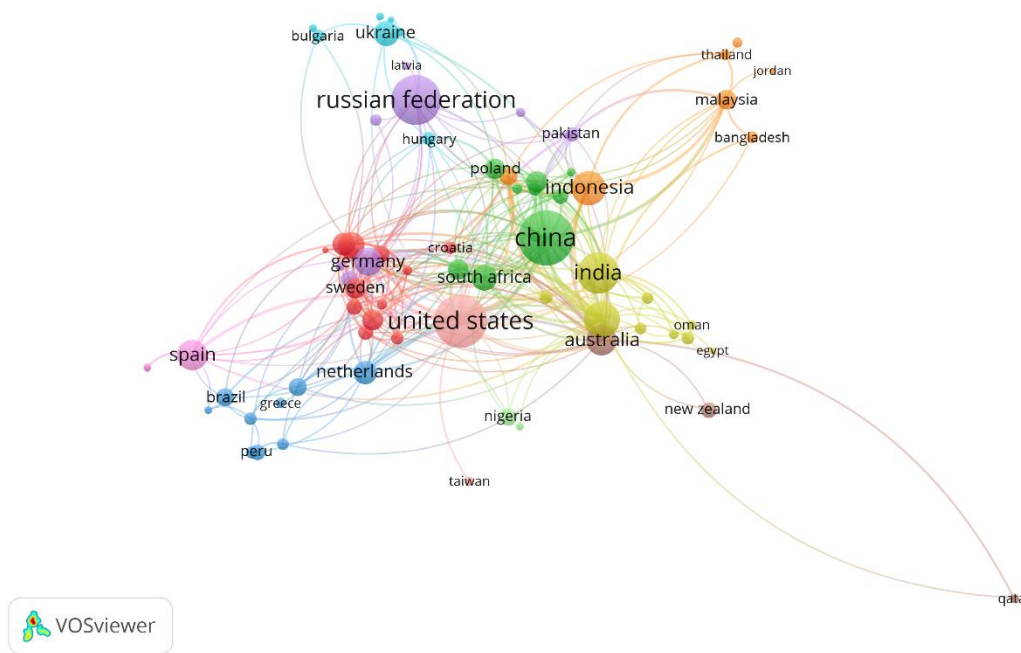 ukraine
bulgaria
latvia
thailand
jordan
russian federation
malaysia
hungary
pakistan
bangladesh
poland
indonesia
china
croatia
germany
south africa
india
sweden
united states
oman
australia
egypt
spain
netherlands
brazil
greece
new zealand
nigeria
peru
taiwan
qata
VOSviewer